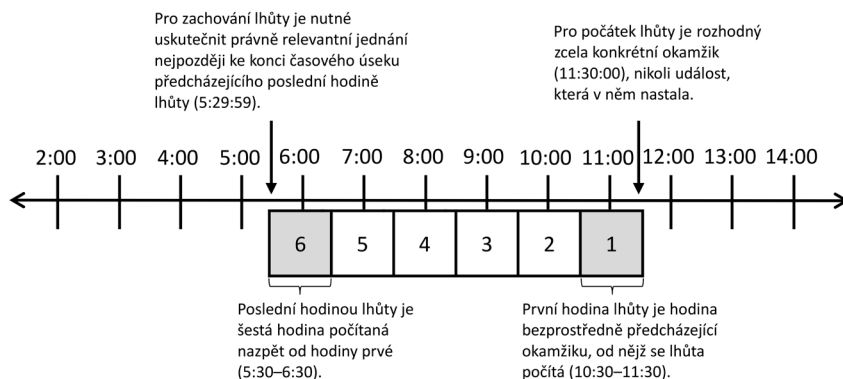 Pro zachování lhůty je nutné
uskutečnit právně relevantní jednání
nejpozději ke konci časového úseku
předcházejícího poslední hodině
lhůty (5:29:59).
Pro počátek lhůty je rozhodný
zcela konkrétní okamžik
(11:30:00), nikoli událost,
která v něm nastala.
2:00 3:00 4:00 5:00 6:00 7:00 8:00 9:00 10:00 11:00 12:00 13:00 14:00
6 5 4 3 2 1
Poslední hodinou lhůty je
šestá hodina počítaná
nazpět od hodiny prvé
(5:30–6:30).
První hodina lhůty je hodina
bezprostředně předcházející
okamžiku, od nějž se lhůta
počítá (10:30–11:30).